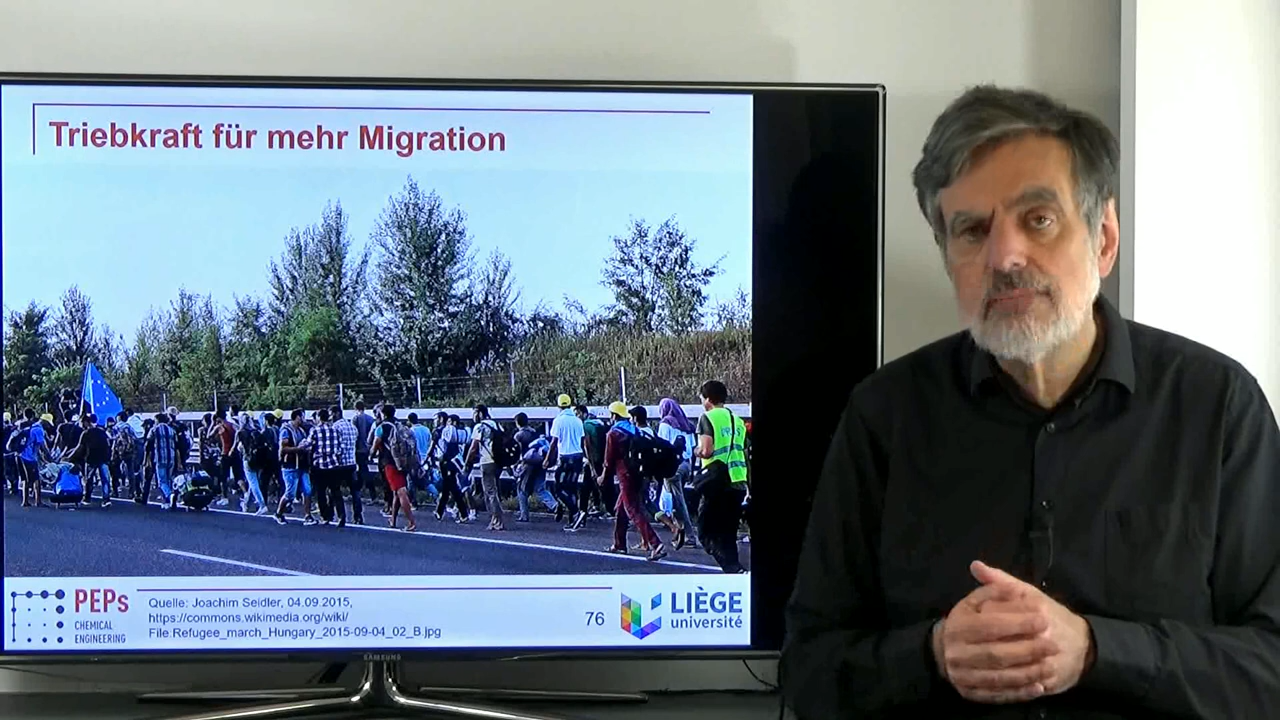 Triebkraft für mehr Migration
PEPs
CHEMICAL
ENGINEERING
Quelle: Joachim Seidler, 04.09.2015,
https://commons.wikimedia.org/wiki/
File:Refugee_march_Hungary_2015-09-04_02_B.jpg
76
LIÈGE
université
SAMSUNG